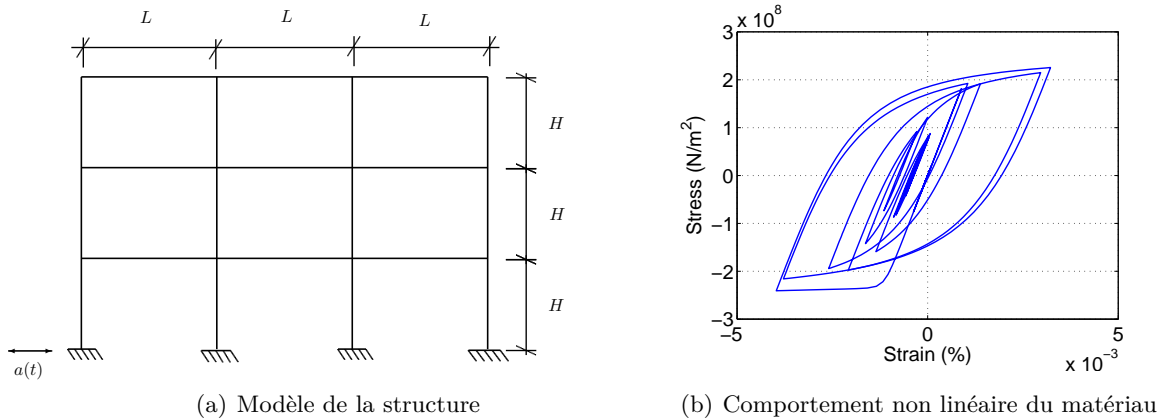 L
L
L
H
H
H
a(t)
(a) Modèle de la structure
x 10^8
3
2
1
0
−1
−2
−3
Stress (N/m^2)
−5
0
5
Strain (%)
x 10^−3
(b) Comportement non linéaire du matériau